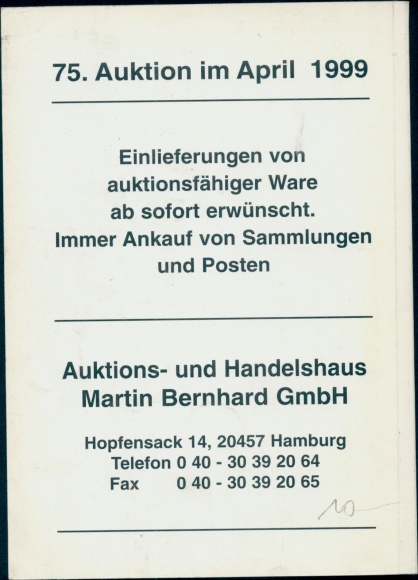 75. Auktion im April 1999
Einlieferungen von
auktionsfähiger Ware
ab sofort erwünscht.
Immer Ankauf von Sammlungen
und Posten
Auktions- und Handelshaus
Martin Bernhard GmbH
Hopfensack 14, 20457 Hamburg
Telefon 0 40 - 30 39 20 64
Fax 0 40 - 30 39 20 65